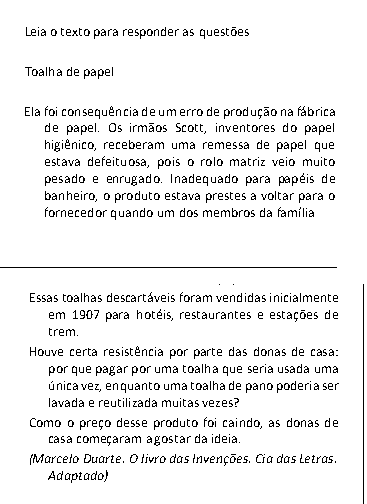 Leia o texto para responder as questões
Toalha de papel
Ela foi consequência de um erro de produção na fábrica
de papel. Os irmãos Scott, inventores do papel
higiênico, receberam uma remessa de papel que
estava defeituosa, pois o rolo matriz veio muito
pesado e enrugado. Inadequado para papéis de
banheiro, o produto estava prestes a voltar para o
fornecedor quando um dos membros da família
Essas toalhas descartáveis foram vendidas inicialmente
em 1907 para hotéis, restaurantes e estações de
trem.
Houve certa resistência por parte das donas de casa:
por que pagar por uma toalha que seria usada uma
única vez, enquanto uma toalha de pano poderia ser
lavada e reutilizada muitas vezes?
Como o preço desse produto foi caindo, as donas de
casa começaram a gostar da ideia.
(Marcelo Duarte. O livro das Invenções. Cia das Letras.
Adaptado)